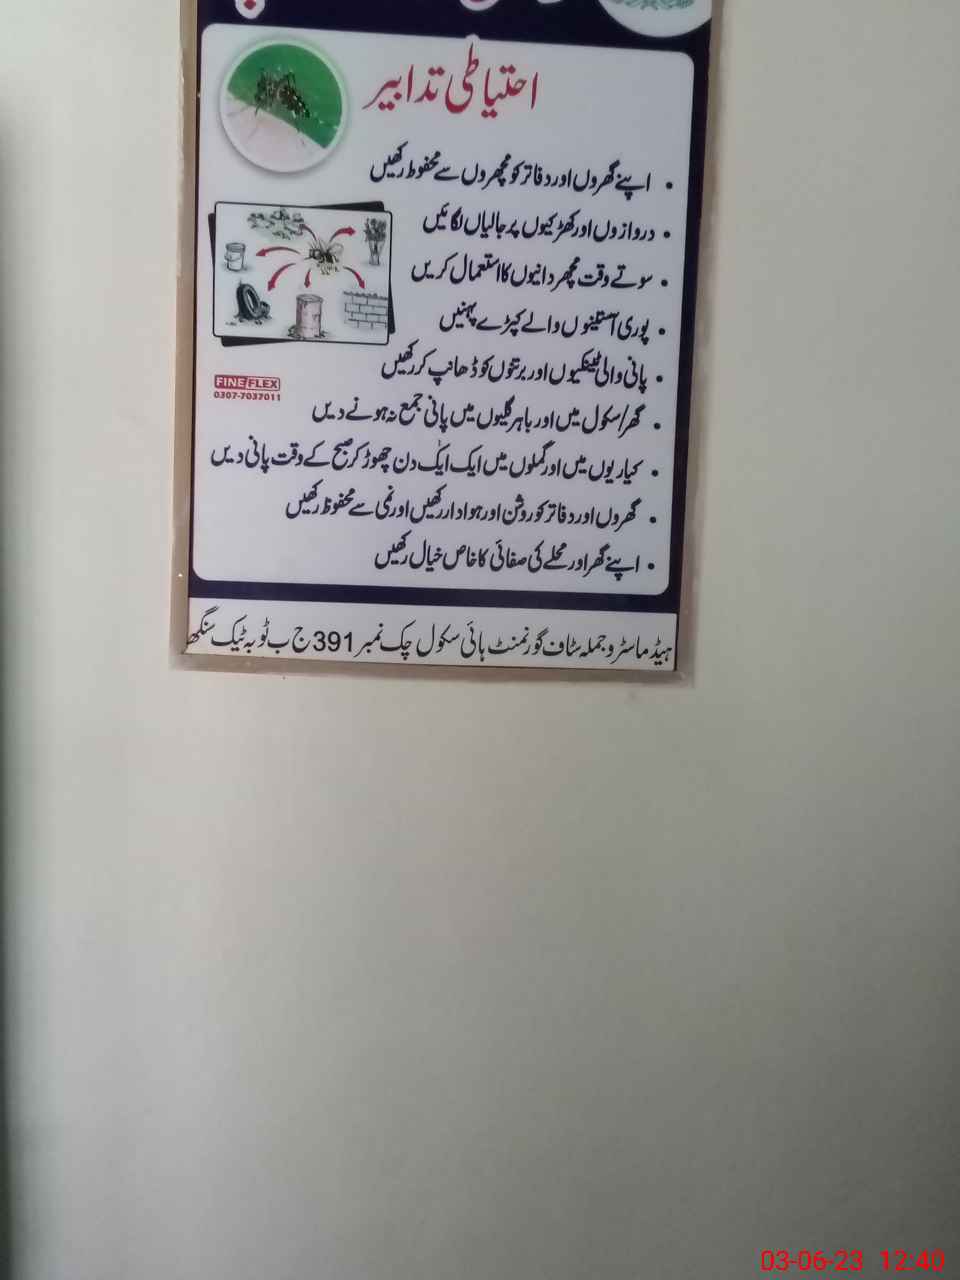 احتیاطی تدابیر
• اپنے گھروں اور دفاتر کو مچھروں سے محفوظ رکھیں
• دروازوں اور کھڑکیوں پر جالیاں لگائیں
• سوتے وقت مچھر دانیوں کا استعمال کریں
• پوری آستینوں والے کپڑے پہنیں
• پانی والی ٹینکیوں اور برتنوں کو ڈھانپ کر رکھیں
• گھر/سکول میں اور باہر گلیوں میں پانی جمع نہ ہونے دیں
• کیاریوں میں اور گملوں میں ایک ایک دن چھوڑ کر صبح کے وقت پانی دیں
• گھروں اور دفاتر کو روشن اور ہوادار رکھیں اور نمی سے محفوظ رکھیں
• اپنے گھر اور محلے کی صفائی کا خاص خیال رکھیں
FINE FLEX
0307-7037011
ہیڈ ماسٹر و جملہ سٹاف گورنمنٹ ہائی سکول چک نمبر 391 ج ب ٹوبہ ٹیک سنگھ
03-06-23 12:40